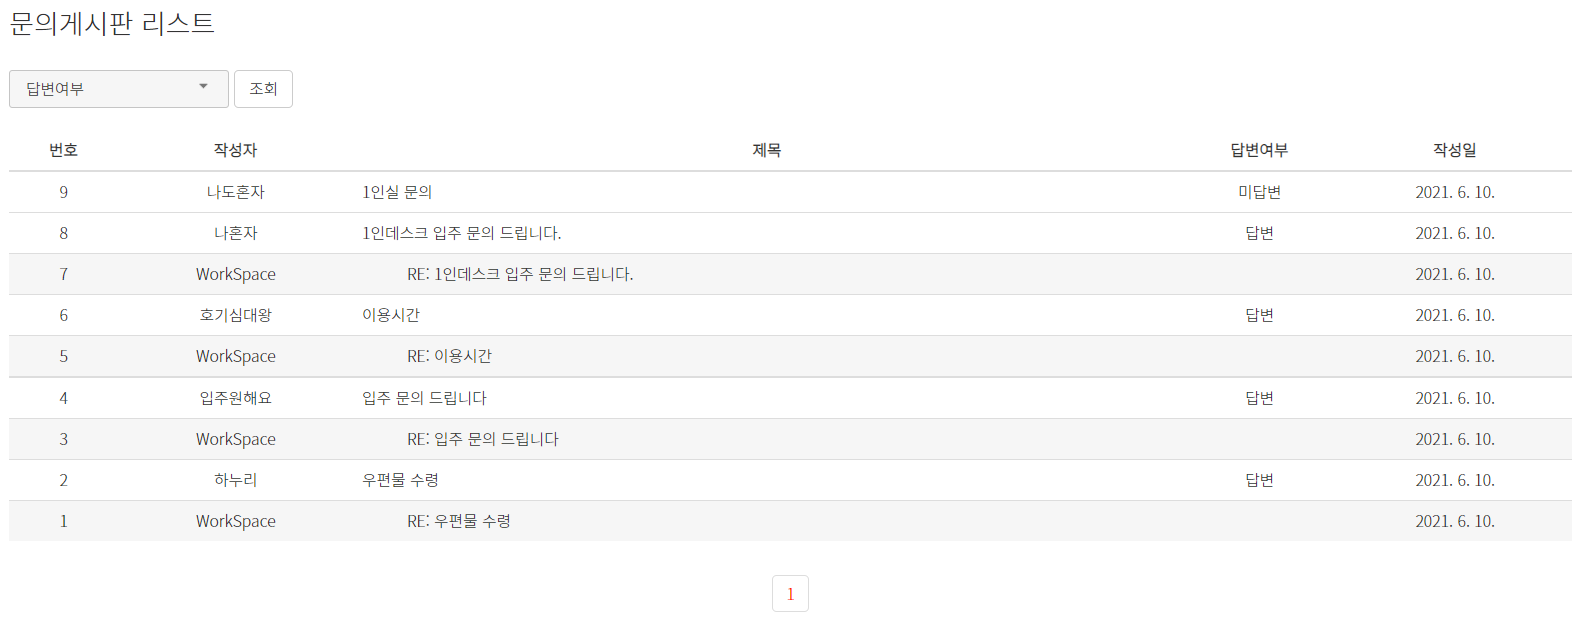 문의게시판 리스트
답변여부 조회
번호 작성자 제목 답변여부 작성일
9 나도혼자 1인실 문의 미답변 2021. 6. 10.
8 나혼자 1인데스크 입주 문의 드립니다. 답변 2021. 6. 10.
7 WorkSpace RE: 1인데스크 입주 문의 드립니다. 2021. 6. 10.
6 호기심대왕 이용시간 답변 2021. 6. 10.
5 WorkSpace RE: 이용시간 2021. 6. 10.
4 입주원해요 입주 문의 드립니다 답변 2021. 6. 10.
3 WorkSpace RE: 입주 문의 드립니다 2021. 6. 10.
2 하누리 우편물 수령 답변 2021. 6. 10.
1 WorkSpace RE: 우편물 수령 2021. 6. 10.
1